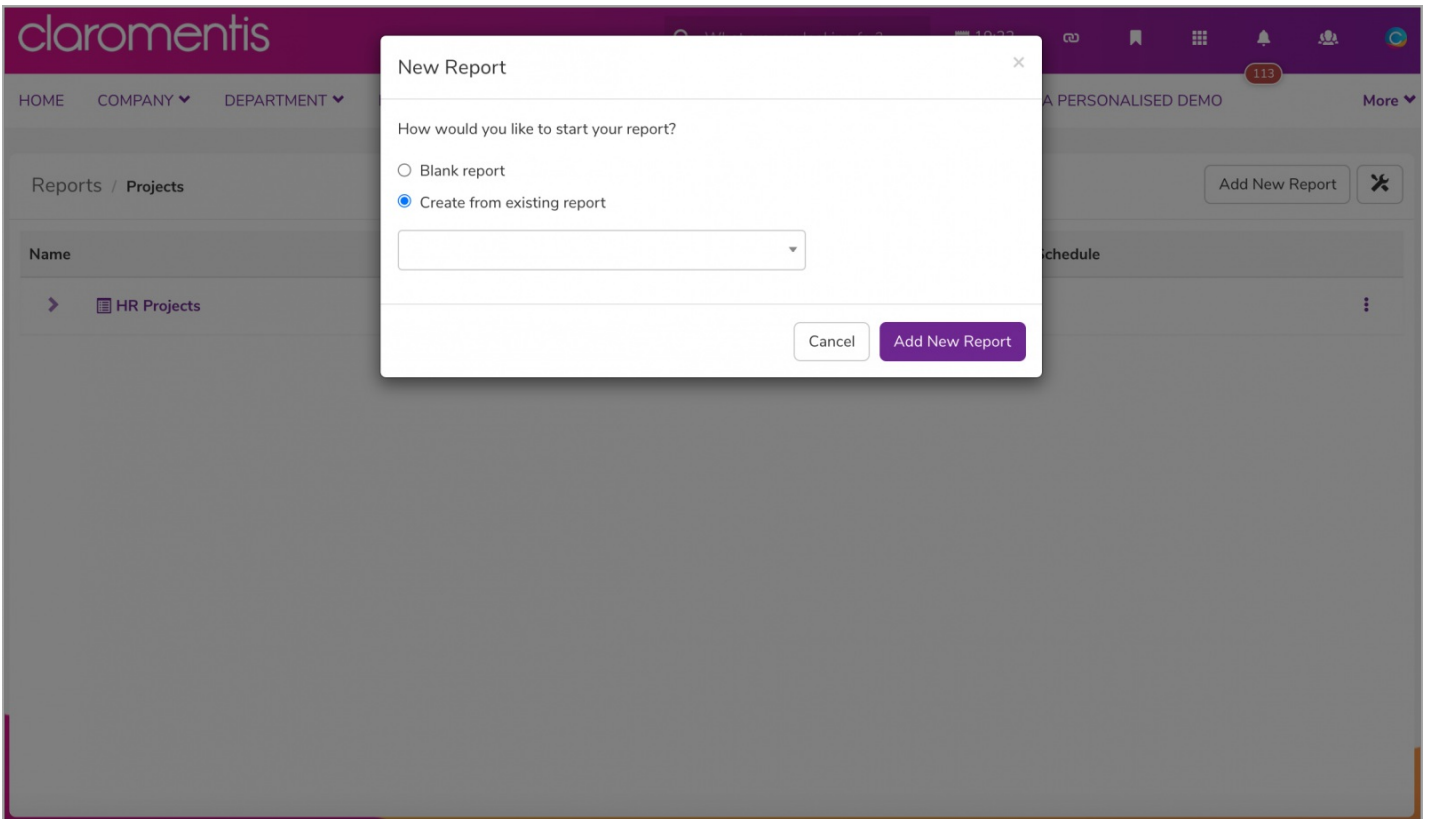 claromentis
113
HOME COMPANY DEPARTMENT A PERSONALISED DEMO More
New Report
×
How would you like to start your report?
Blank report
Create from existing report
Cancel Add New Report
Reports / Projects Add New Report
Name
HR Projects